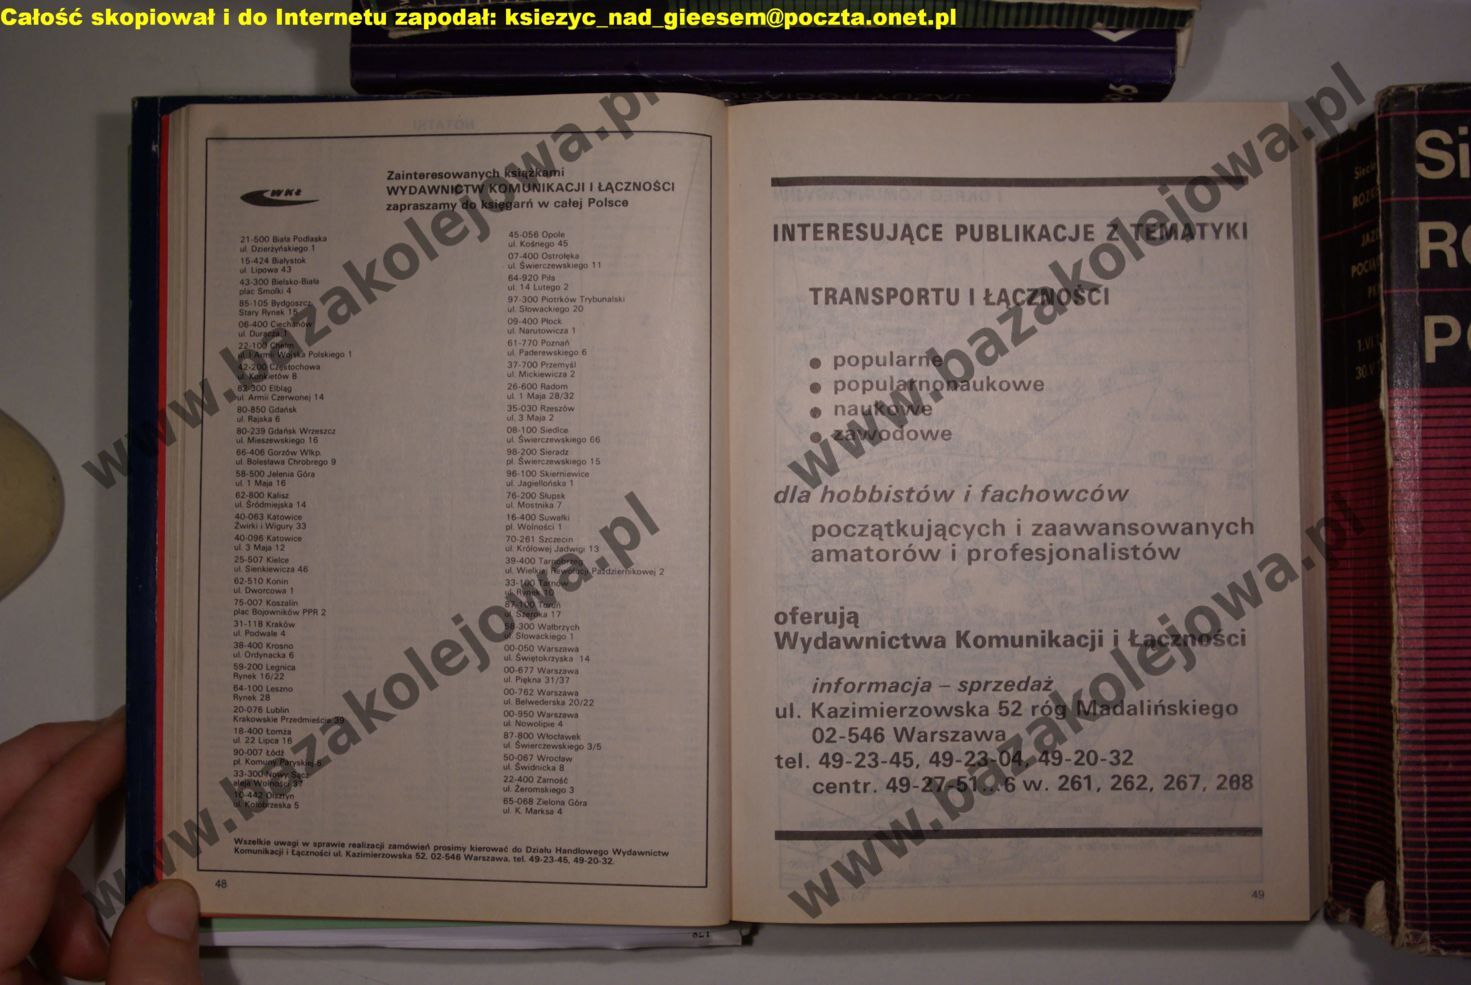 Całość skopiował i do Internetu zapodał: ksiezyc_nad_gieesem@poczta.onet.pl
WKŁ
Zainteresowanych książkami
WYDAWNICTW KOMUNIKACJI I ŁĄCZNOŚCI
zapraszamy do księgarń w całej Polsce
21-500 Biała Podlaska
ul. Dzierżyńskiego 1
15-424 Białystok
ul. Lipowa 43
43-300 Bielsko-Biała
plac Smolki 4
85-105 Bydgoszcz
Stary Rynek 15
06-400 Ciechanów
ul. Duracza 1
22-100 Chełm
ul. I Armii Wojska Polskiego 1
42-200 Częstochowa
ul. 8
82-300 Elbląg
ul. Armii Czerwonej 14
80-850 Gdańsk
ul. Rajska 6
80-239 Gdańsk Wrzeszcz
ul. Mieszewskiego 16
66-406 Gorzów Wlkp.
ul. Bolesława Chrobrego 9
58-500 Jelenia Góra
ul. 1 Maja 16
62-800 Kalisz
ul. Śródmiejska 14
40-063 Katowice
Żwirki i Wigury 33
40-096 Katowice
ul. 3 Maja 12
25-507 Kielce
ul. Sienkiewicza 46
62-510 Konin
ul. Dworcowa 1
75-007 Koszalin
plac Bojowników PPR 2
31-118 Kraków
ul. Podwale 4
38-400 Krosno
ul. Ordynacka 6
59-200 Legnica
Rynek 16/22
64-100 Leszno
Rynek 28
20-076 Lublin
Krakowskie Przedmieście 39
18-400 Łomża
ul. 22 Lipca 16
90-007 Łódź
pl. Komuny Paryskiej 6
33-300 Nowy Sącz
aleja Wolności 37
10-442 Olsztyn
ul. Kołobrzeska 5
45-056 Opole
ul. Kośnego 45
07-400 Ostrołęka
ul. Świerczewskiego 11
64-920 Piła
ul. 14 Lutego 2
97-300 Piotrków Trybunalski
ul. Słowackiego 20
09-400 Płock
ul. Narutowicza 1
61-770 Poznań
ul. Paderewskiego 6
37-700 Przemyśl
ul. Mickiewicza 2
26-600 Radom
ul. 1 Maja 28/32
35-030 Rzeszów
ul. 3 Maja 2
08-100 Siedlce
ul. Świerczewskiego 66
98-200 Sieradz
pl. Świerczewskiego 15
96-100 Skierniewice
ul. Jagiellońska 1
76-200 Słupsk
ul. Mostnika 7
16-400 Suwałki
pl. Wolności 1
70-261 Szczecin
ul. Królowej Jadwigi 13
39-400 Tarnobrzeg
ul. Wielkiej Rewolucji Październikowej 2
33-100 Tarnów
ul. Rynek 10
87-100 Toruń
ul. Szeroka 17
58-300 Wałbrzych
ul. Słowackiego 1
00-050 Warszawa
ul. Świętokrzyska 14
00-677 Warszawa
ul. Piękna 31/37
00-762 Warszawa
ul. Belwederska 20/22
00-950 Warszawa
ul. Nowolipie 4
87-800 Włocławek
ul. Świerczewskiego 3/5
50-067 Wrocław
ul. Świdnicka 8
22-400 Zamość
ul. Żeromskiego 3
65-068 Zielona Góra
ul. K. Marksa 4
Wszelkie uwagi w sprawie realizacji zamówień prosimy kierować do Działu Handlowego Wydawnictw
Komunikacji i Łączności ul. Kazimierzowska 52, 02-546 Warszawa, tel. 49-23-45, 49-20-32.
48
INTERESUJĄCE PUBLIKACJE Z TEMATYKI
TRANSPORTU I ŁĄCZNOŚCI
● popularne
● popularnonaukowe
● naukowe
● zawodowe
dla hobbistów i fachowców
początkujących i zaawansowanych
amatorów i profesjonalistów
oferują
Wydawnictwa Komunikacji i Łączności
informacja – sprzedaż
ul. Kazimierzowska 52 róg Madalińskiego
02-546 Warszawa
tel. 49-23-45, 49-23-04, 49-20-32
centr. 49-27-51...6 w. 261, 262, 267, 268
49
www.bazakolejowa.pl
www.bazakolejowa.pl
www.bazakolejowa.pl
www.bazakolejowa.pl